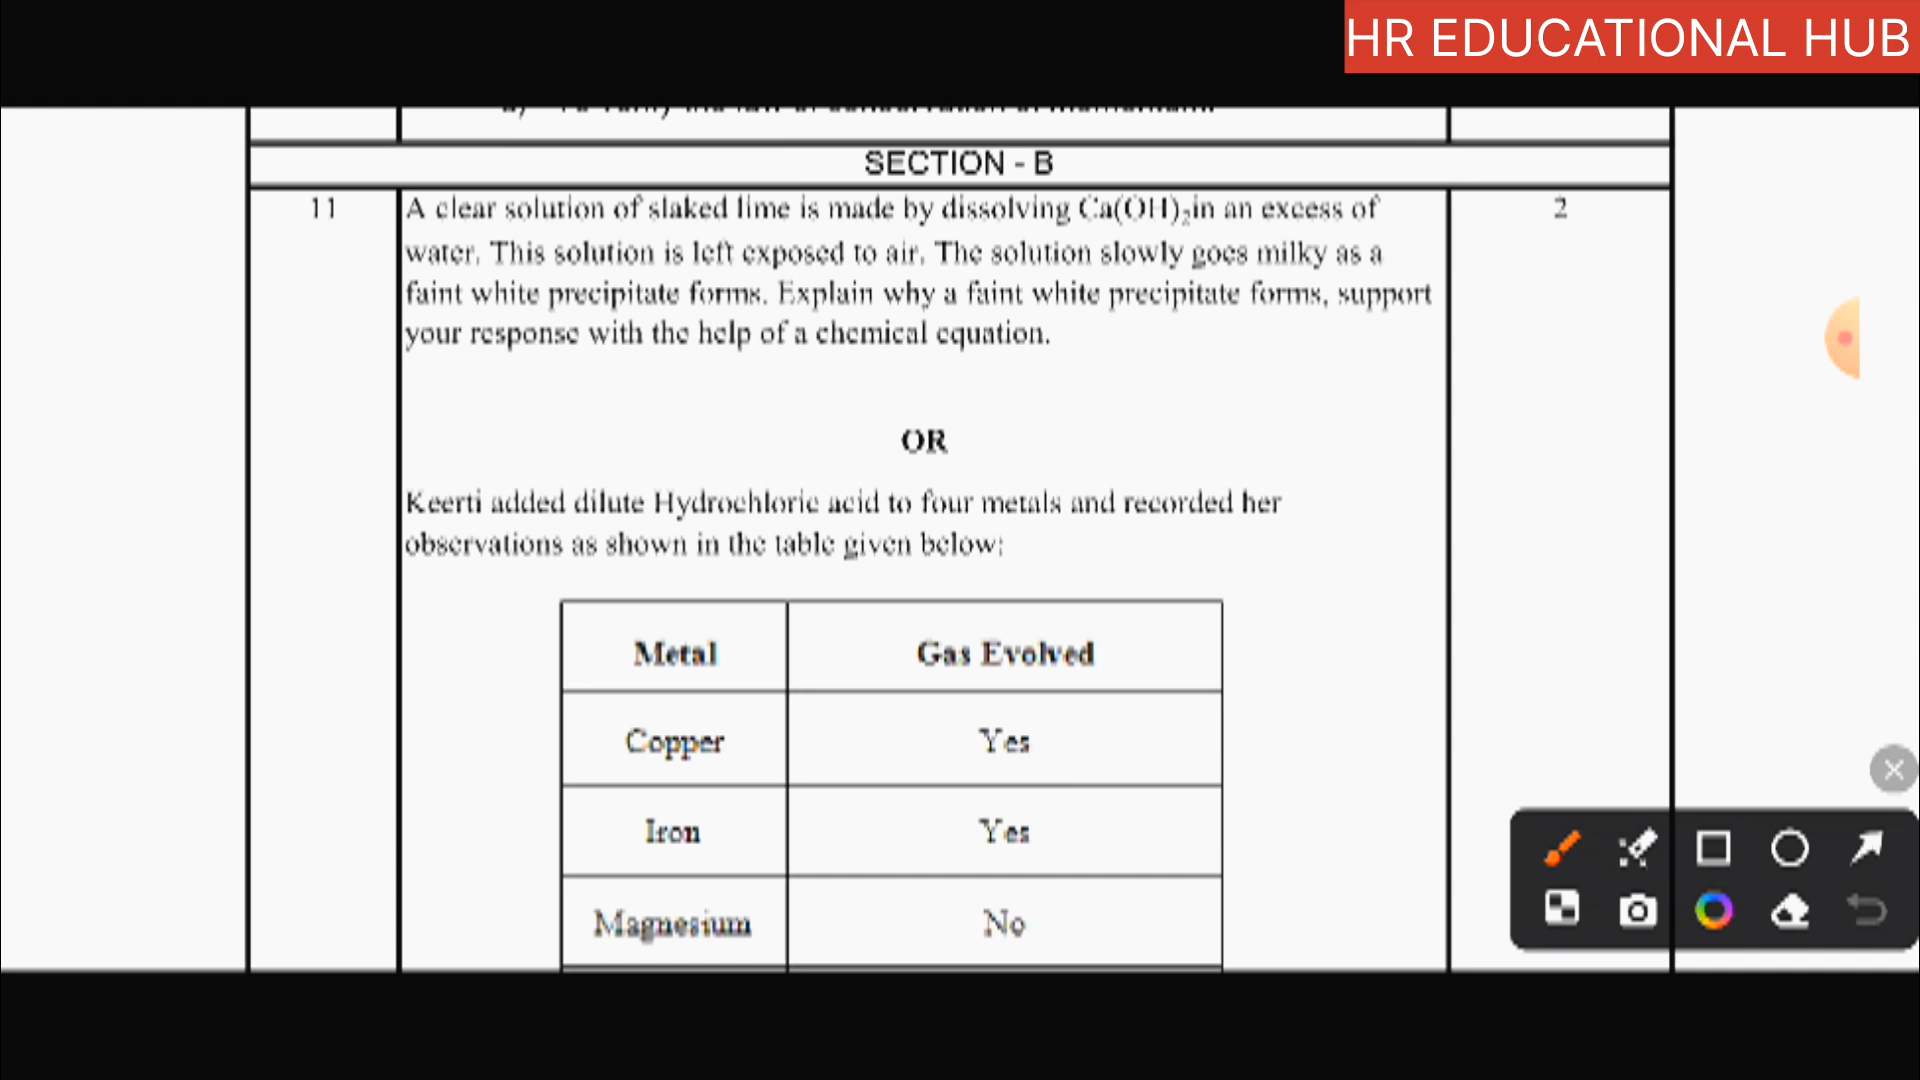 HR EDUCATIONAL HUB
SECTION - B
11
A clear solution of slaked lime is made by dissolving Ca(OH)₂in an excess of
2
water. This solution is left exposed to air. The solution slowly goes milky as a
faint white precipitate forms. Explain why a faint white precipitate forms, support
your response with the help of a chemical equation.
OR
Keerti added dilute Hydrochloric acid to four metals and recorded her
observations as shown in the table given below:
Metal Gas Evolved
Copper Yes
Iron Yes
Magnesium No